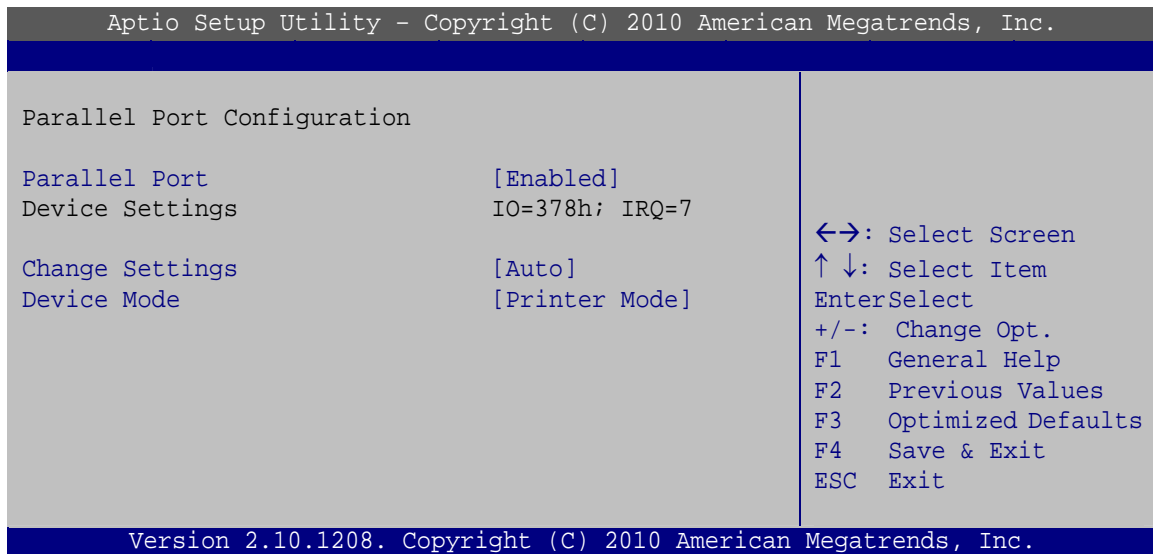 Aptio Setup Utility – Copyright (C) 2010 American Megatrends, Inc.
Parallel Port Configuration
Parallel Port [Enabled]
Device Settings IO=378h; IRQ=7
Change Settings [Auto]
Device Mode [Printer Mode]
←→: Select Screen
↑ ↓: Select Item
EnterSelect
+/-: Change Opt.
F1 General Help
F2 Previous Values
F3 Optimized Defaults
F4 Save & Exit
ESC Exit
Version 2.10.1208. Copyright (C) 2010 American Megatrends, Inc.